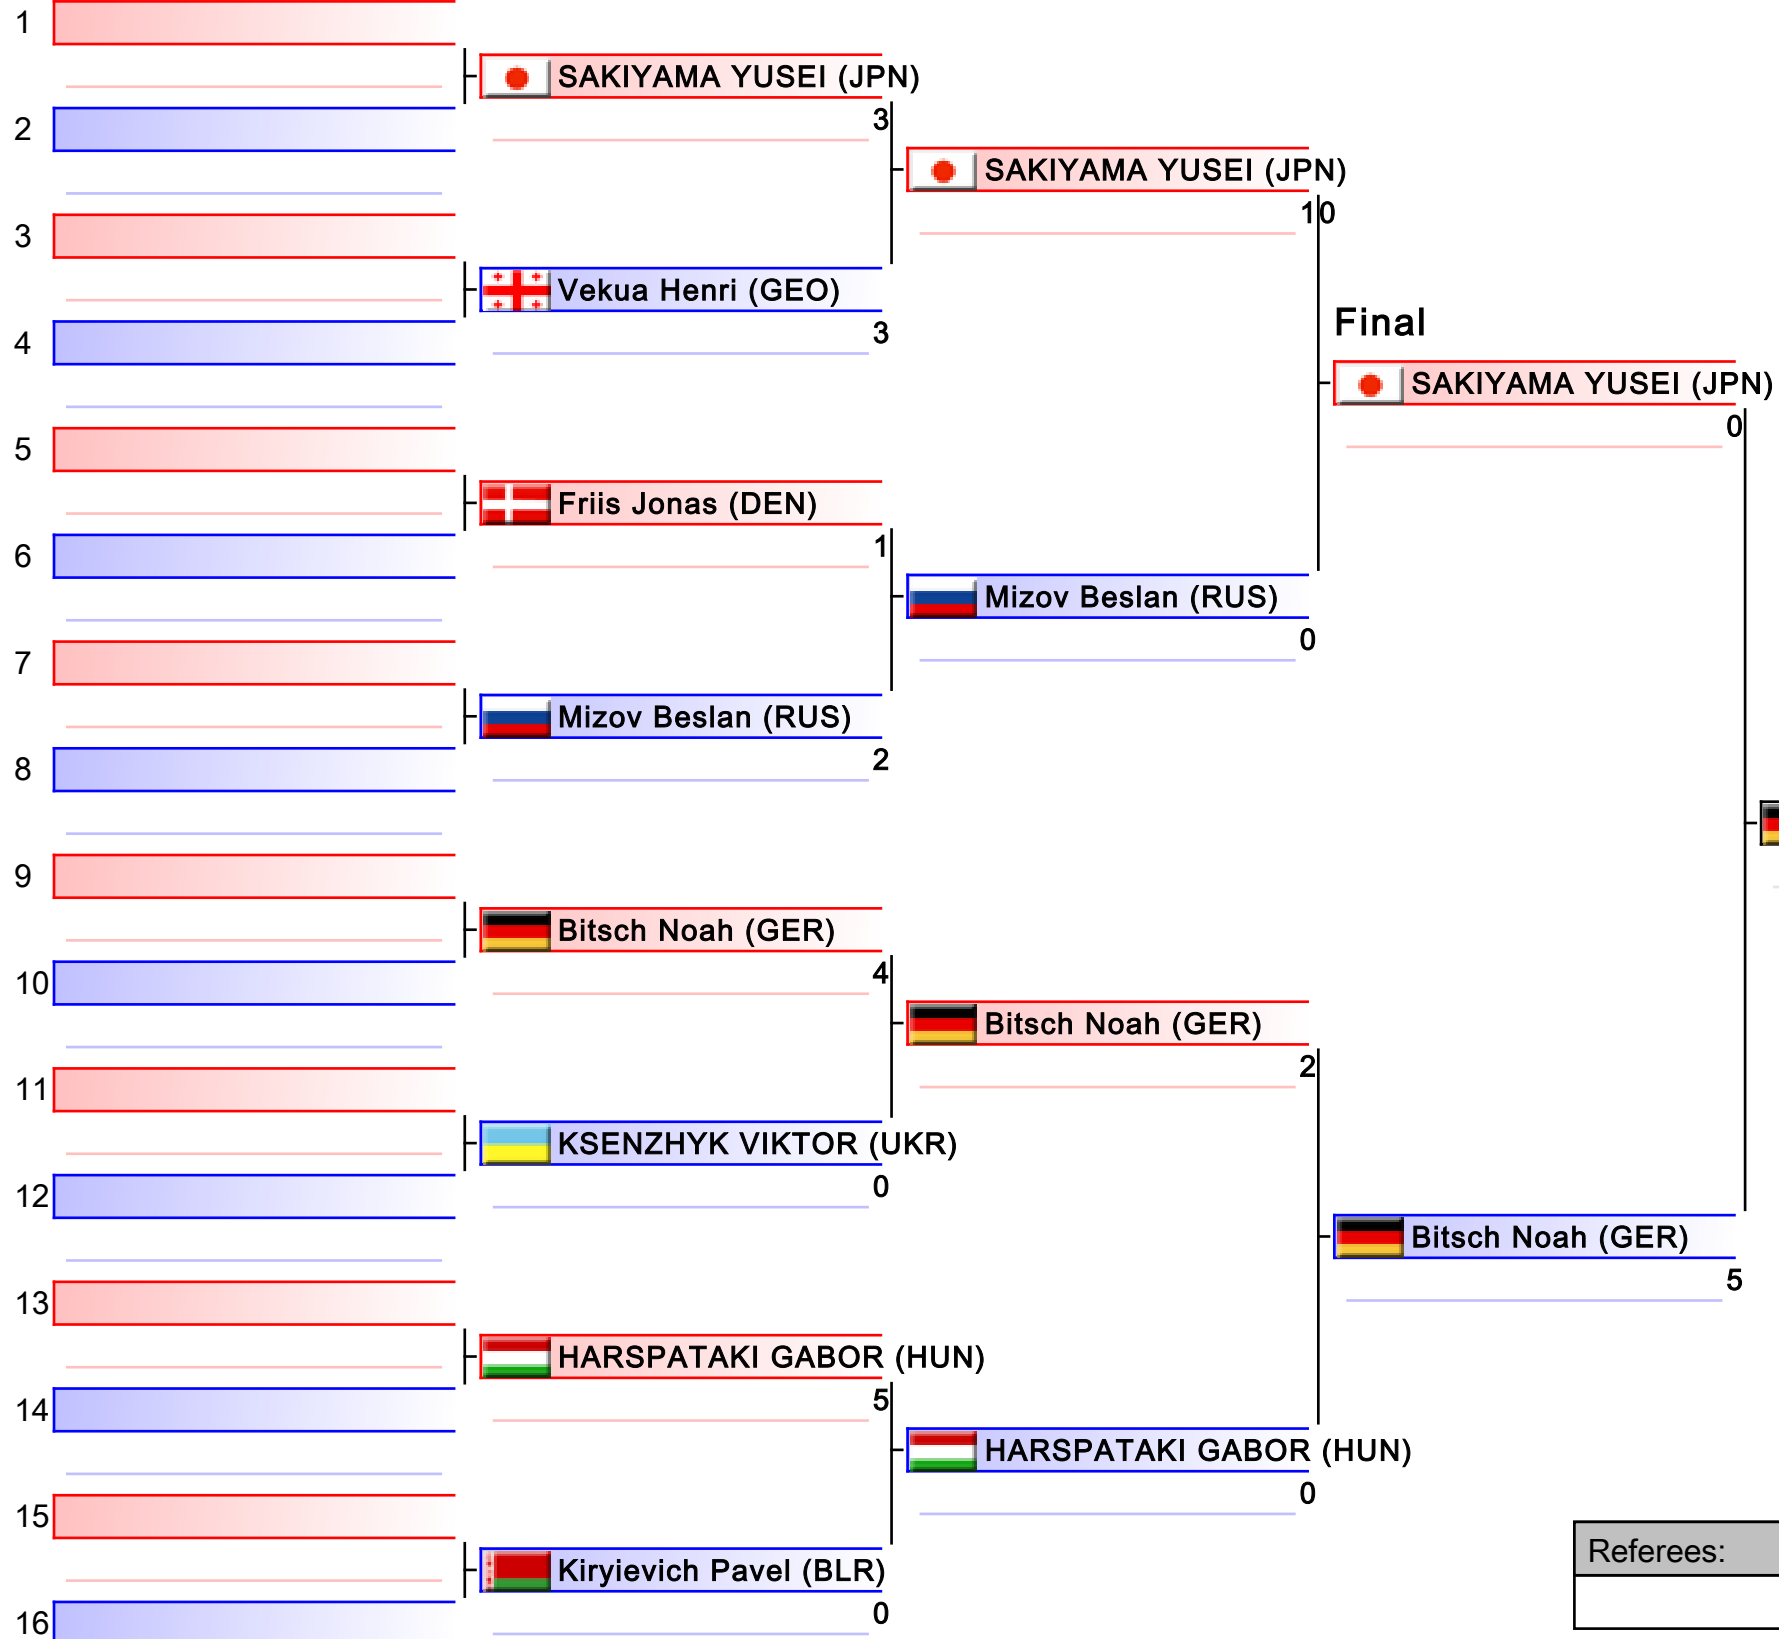 1
SAKIYAMA YUSEI (JPN)
3
2
SAKIYAMA YUSEI (JPN)
10
3
Vekua Henri (GEO)
3
4
Final
SAKIYAMA YUSEI (JPN)
0
5
Friis Jonas (DEN)
1
6
Mizov Beslan (RUS)
0
7
Mizov Beslan (RUS)
2
8
9
Bitsch Noah (GER)
4
10
Bitsch Noah (GER)
2
11
KSENZHYK VIKTOR (UKR)
0
12
Bitsch Noah (GER)
5
13
HARSPATAKI GABOR (HUN)
5
14
HARSPATAKI GABOR (HUN)
0
15
Referees:
Kiryievich Pavel (BLR)
0
16